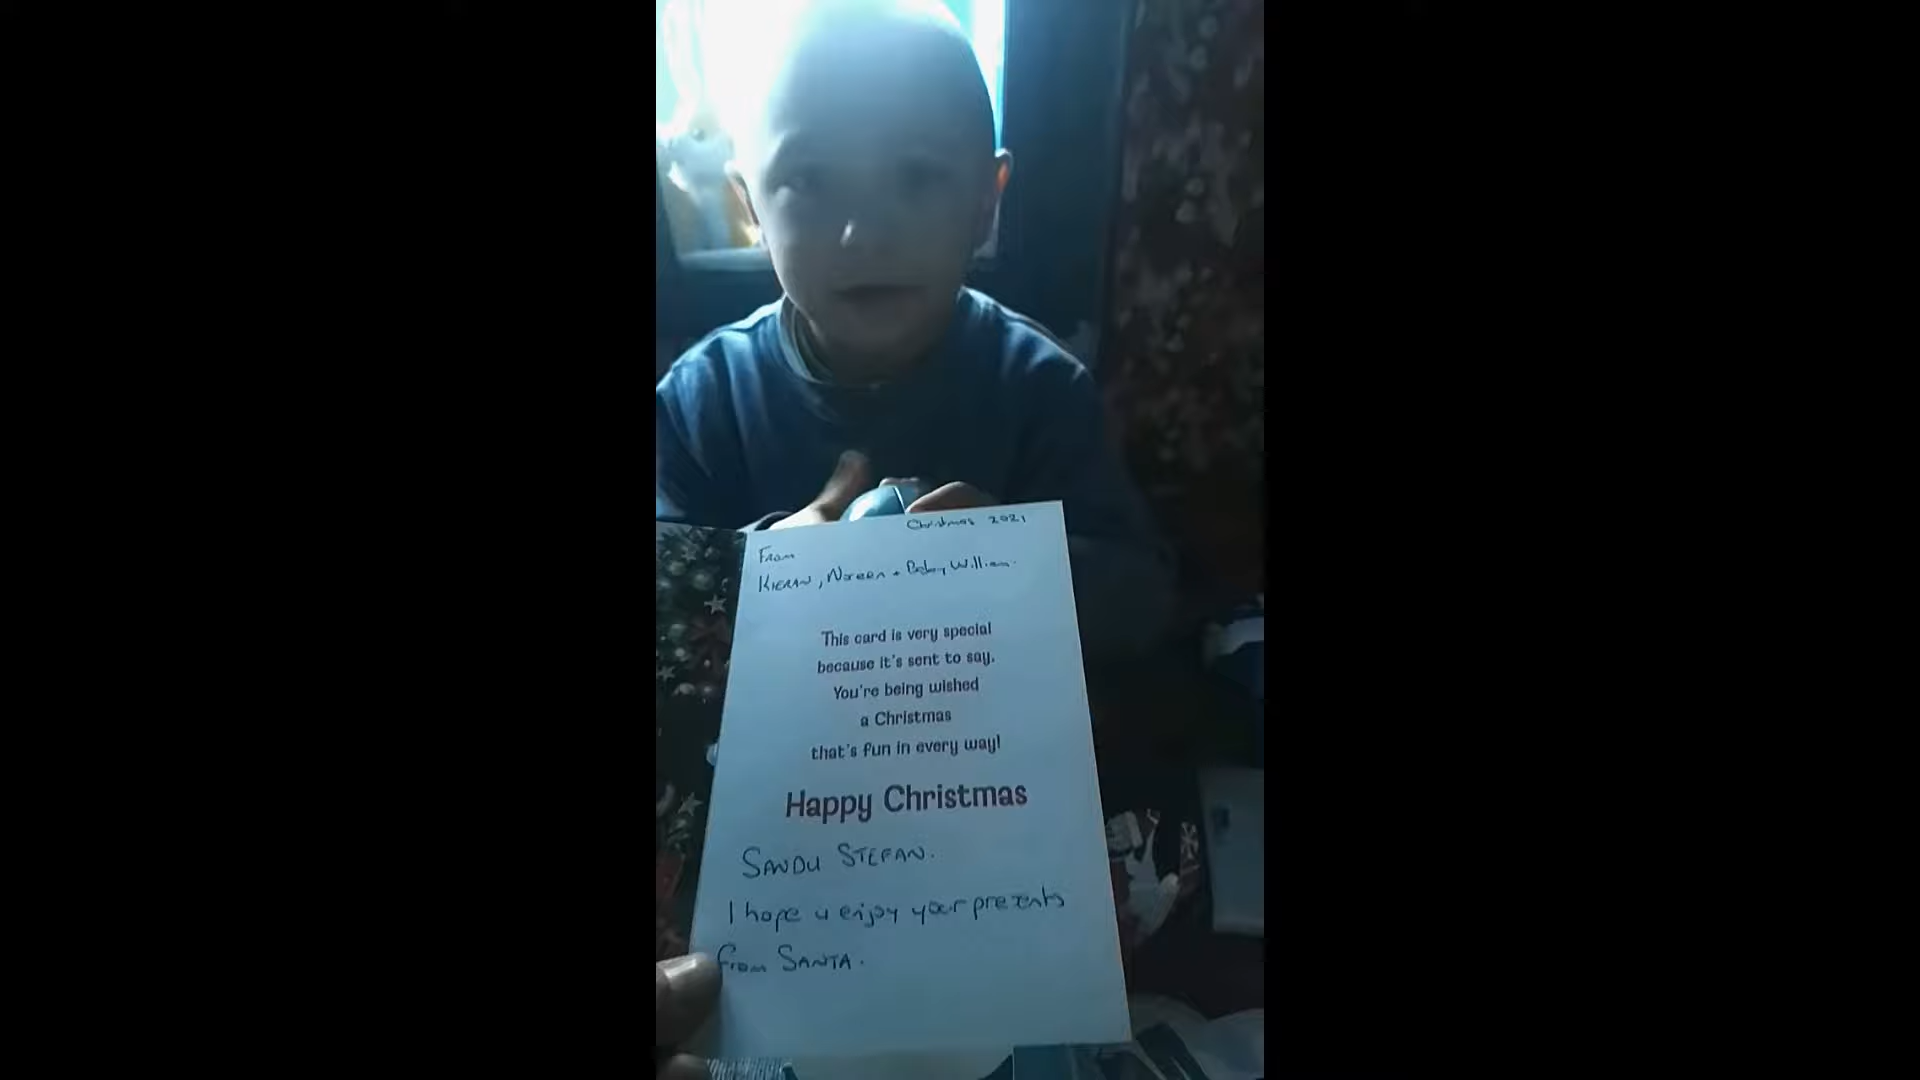 Christmas 2021
From
KIERAN, Noreen + Baby William.
This card is very special
because it's sent to say,
You're being wished
a Christmas
that's fun in every way!
Happy Christmas
SANDU STEFAN.
I hope u enjoy your prezents
from SANTA.